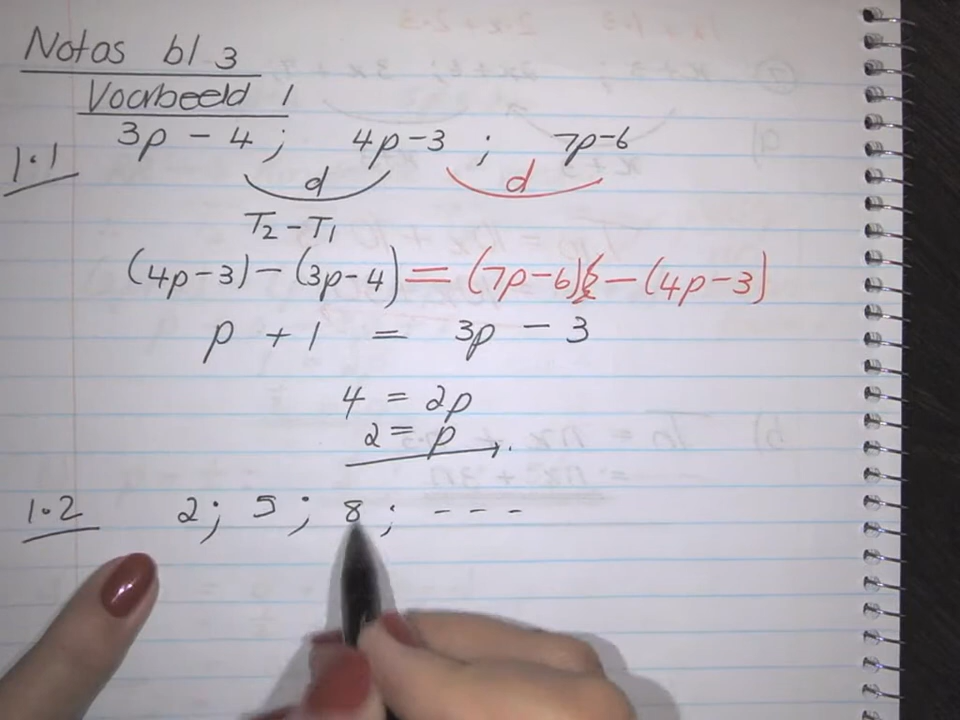 Notas bl 3
Voorbeeld 1
1.1 3p - 4 ; 4p-3 ; 7p-6
d d
T2 - T1
(4p-3) - (3p-4) = (7p-6) - (4p-3)
p + 1 = 3p - 3
4 = 2p
2 = p
1.2 2; 5; 8; - - -